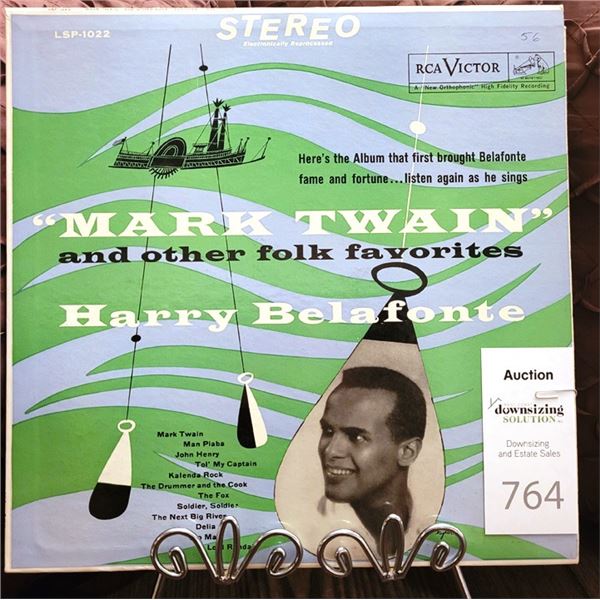 STEREO
Electronically Reprocessed
LSP-1022
56
RCA VICTOR
A "New Orthophonic" High Fidelity Recording
Here's the Album that first brought Belafonte
fame and fortune...listen again as he sings
"MARK TWAIN"
and other folk favorites
Harry Belafonte
Mark Twain
Man Piaba
John Henry
Tol' My Captain
Kalenda Rock
The Drummer and the Cook
The Fox
Soldier, Soldier
The Next Big River
Delia
Auction
downsizing
SOLUTION
Downsizing
and Estate Sales
764